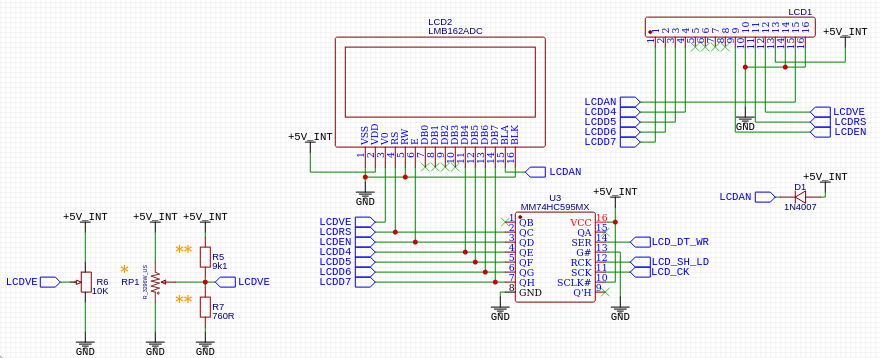 LCD2
LMB162ADC
LCD1
+5V_INT
1 2 3 4 5 6 7 8 9 10 11 12 13 14 15 16
LCDAN
LCDD4
LCDD5
LCDD6
LCDD7
LCDVE
LCDRS
LCDEN
GND
+5V_INT
VSS VDD V0 RS RW E DB0 DB1 DB2 DB3 DB4 DB5 DB6 DB7 BLA BLK
1 2 3 4 5 6 7 8 9 10 11 12 13 14 15 16
LCDAN
GND
U3
MM74HC595MX
+5V_INT
LCDAN
D1
1N4007
+5V_INT
LCDVE
LCDRS
LCDEN
LCDD4
LCDD5
LCDD6
LCDD7
1 QB VCC 16
2 QC QA 15
3 QD SER 14
4 QE G# 13
5 QF RCK 12
6 QG SCK 11
7 QH SCLK# 10
8 GND Q'H 9
LCD_DT_WR
LCD_SH_LD
LCD_CK
GND
GND
+5V_INT
+5V_INT
+5V_INT
LCDVE
R6
10K
*
RP1
R_3296W_US
**
R5
9k1
LCDVE
**
R7
760R
GND
GND
GND